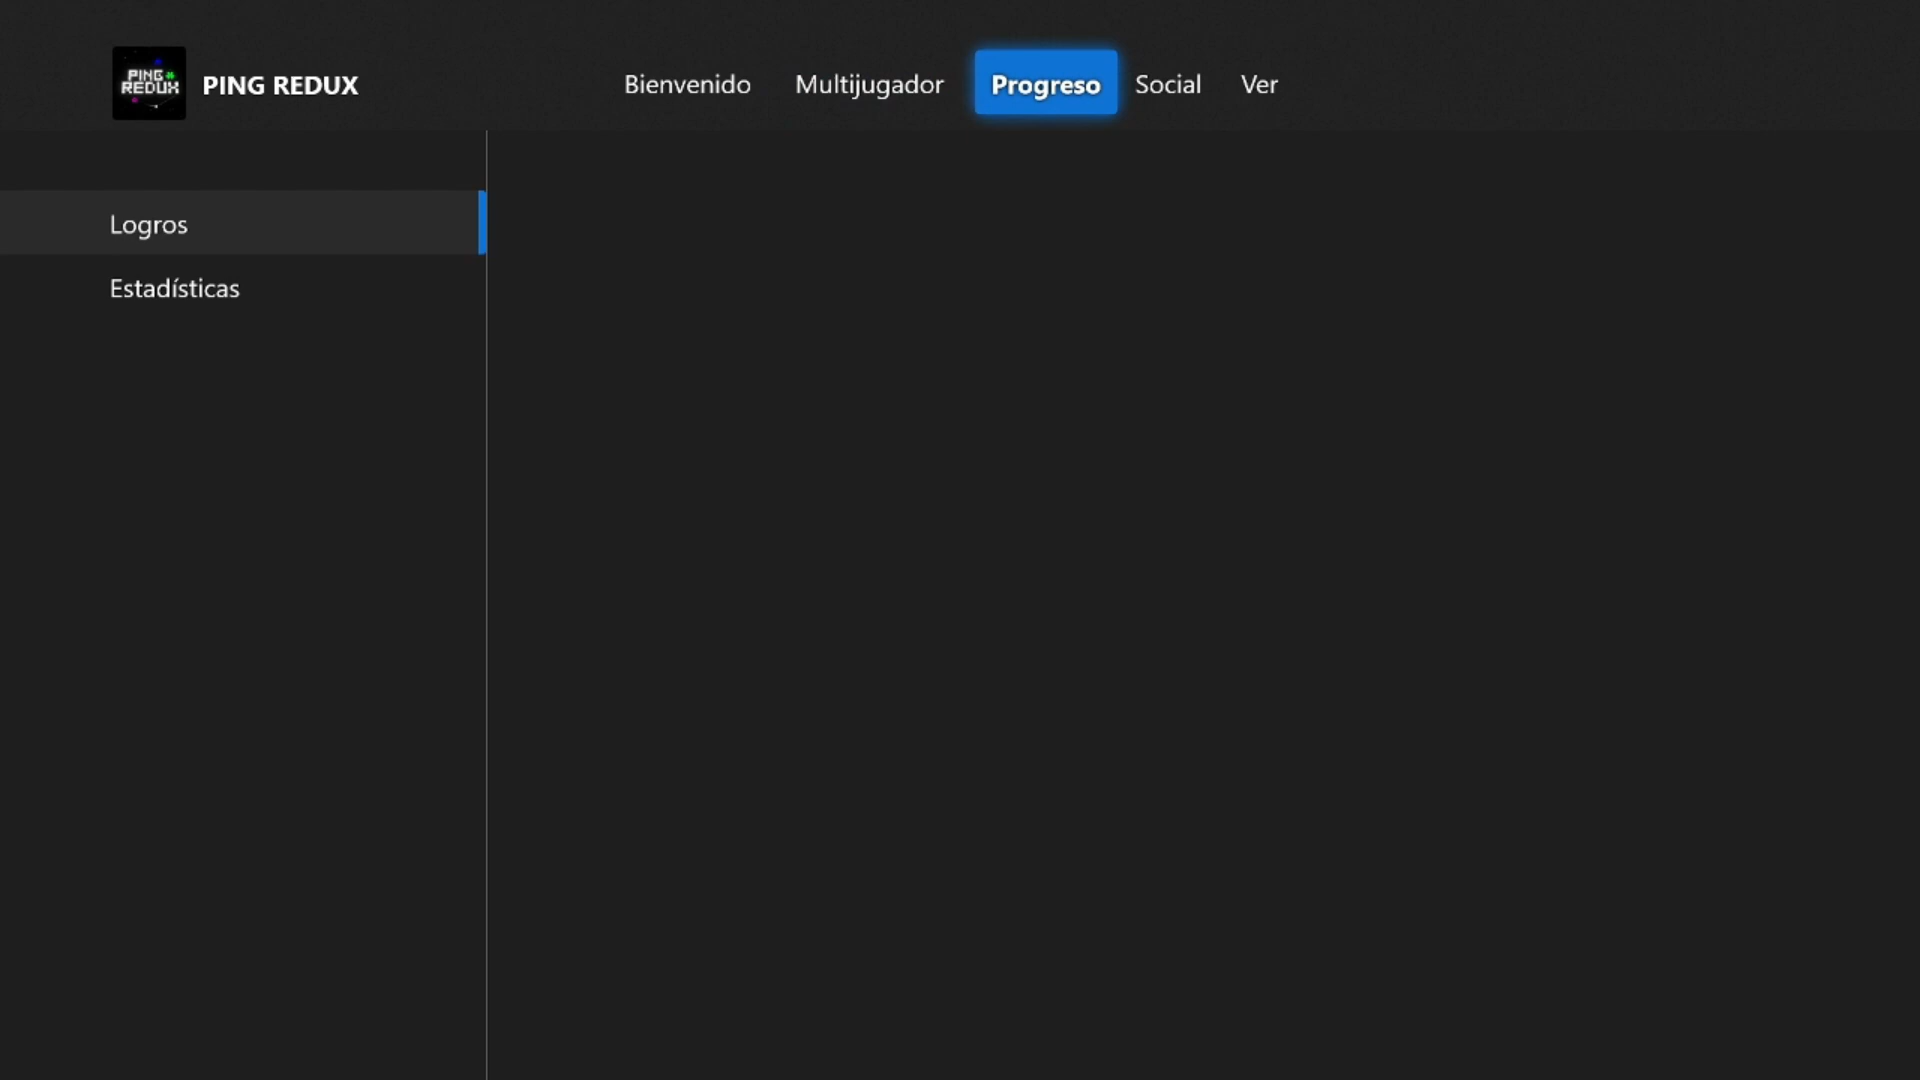 PING
REDUX
PING REDUX
Bienvenido
Multijugador
Progreso
Social
Ver
Logros
Estadísticas